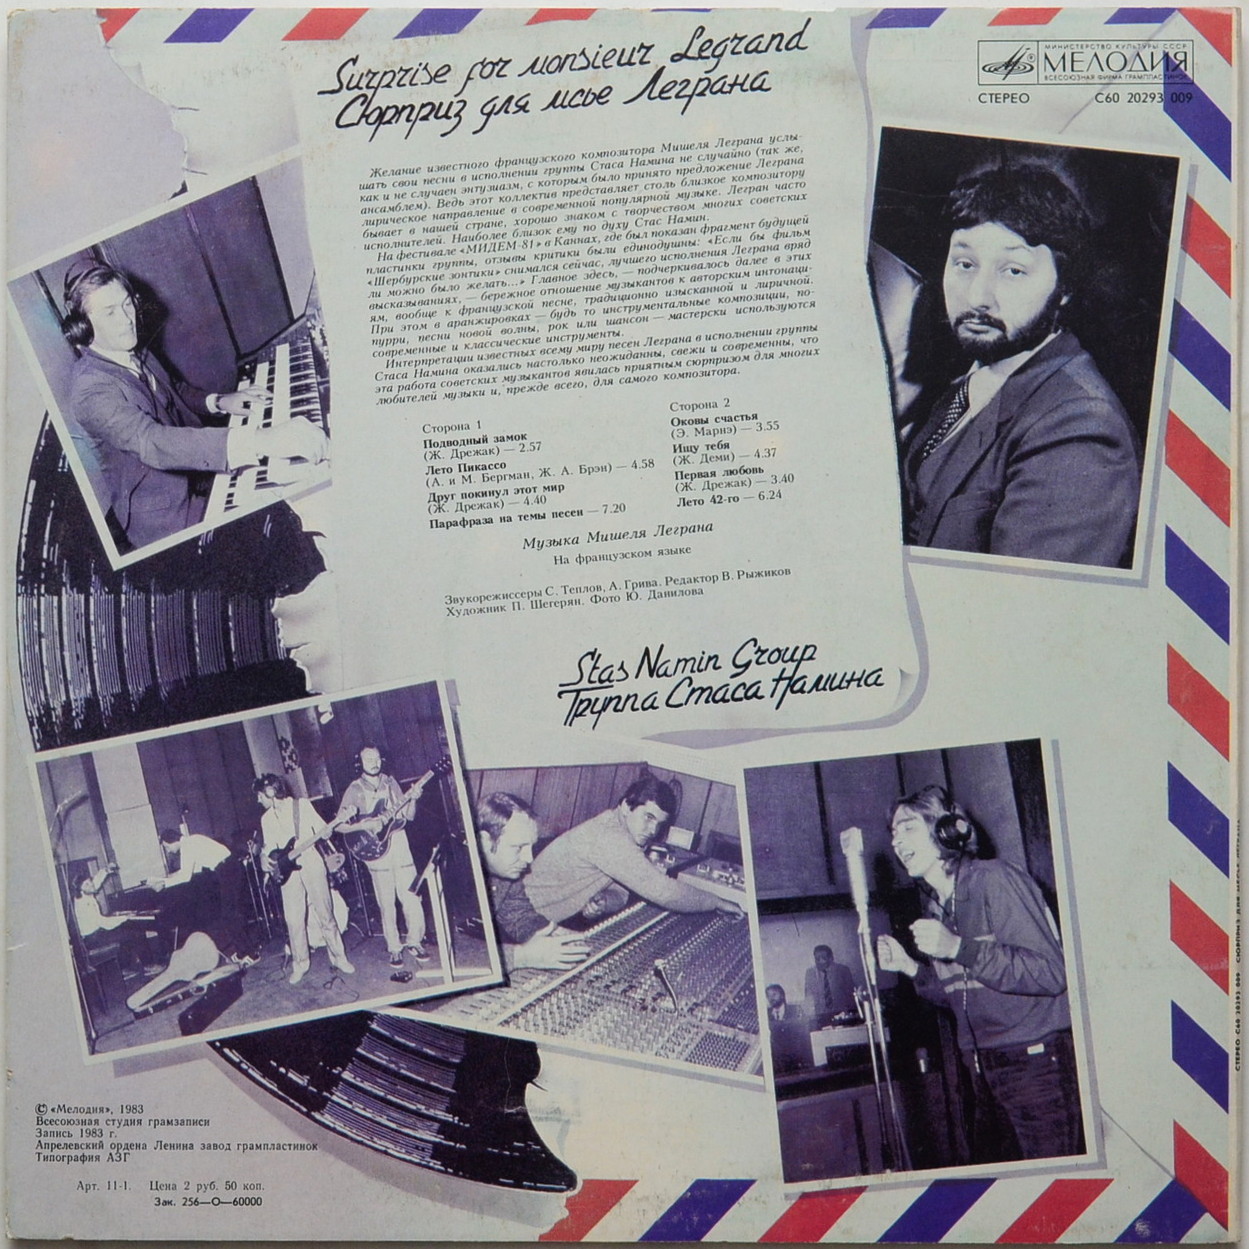 Surprise for monsieur Legrand
Сюрприз для мсье Леграна
МИНИСТЕРСТВО КУЛЬТУРЫ СССР
МЕЛОДИЯ
ВСЕСОЮЗНАЯ ФИРМА ГРАМПЛАСТИНОК
СТЕРЕО С60 20293 009
Желание известного французского композитора Мишеля Леграна услы-
шать свои песни в исполнении группы Стаса Намина не случайно (так же,
как и не случаен энтузиазм, с которым было принято предложение Леграна
ансамблем). Ведь этот коллектив представляет столь близкое композитору
лирическое направление в современной популярной музыке. Легран часто
бывает в нашей стране, хорошо знаком с творчеством многих советских
исполнителей. Наиболее близок ему по духу Стас Намин.
На фестивале «МИДЕМ-81» в Каннах, где был показан фрагмент будущей
пластинки группы, отзывы критики были единодушны: «Если бы фильм
«Шербурские зонтики» снимался сейчас, лучшего исполнения Леграна вряд
ли можно было желать...» Главное здесь, — подчеркивалось далее в этих
высказываниях, — бережное отношение музыкантов к авторским интонаци-
ям, вообще к французской песне, традиционно изысканной и лиричной.
При этом в аранжировках — будь то инструментальные композиции, по-
пурри, песни новой волны, рок или шансон — мастерски используются
современные и классические инструменты.
Интерпретации известных всему миру песен Леграна в исполнении группы
Стаса Намина оказались настолько неожиданны, свежи и современны, что
эта работа советских музыкантов явилась приятным сюрпризом для многих
любителей музыки и, прежде всего, для самого композитора.
Сторона 1
Подводный замок
(Ж. Дрежак) — 2.57
Лето Пикассо
(А. и М. Бергман, Ж. А. Брэи) — 4.58
Друг покинул этот мир
(Ж. Дрежак) — 4.40
Парафраза на темы песен — 7.20
Сторона 2
Оковы счастья
(Э. Марнэ) — 3.55
Ищу тебя
(Ж. Деми) — 4.37
Первая любовь
(Ж. Дрежак) — 3.40
Лето 42-го — 6.24
Музыка Мишеля Леграна
На французском языке
Звукорежиссеры С. Теплов, А. Грива. Редактор В. Рыжиков
Художник П. Шегерян. Фото Ю. Данилова
Stas Namin Group
Группа Стаса Намина
© «Мелодия», 1983
Всесоюзная студия грамзаписи
Запись 1983 г.
Апрелевский ордена Ленина завод грампластинок
Типография АЗГ
Арт. 11-1. Цена 2 руб. 50 коп.
Зак. 256—О—60000
СТЕРЕО С60 20293 009 СЮРПРИЗ ДЛЯ МСЬЕ ЛЕГРАНА